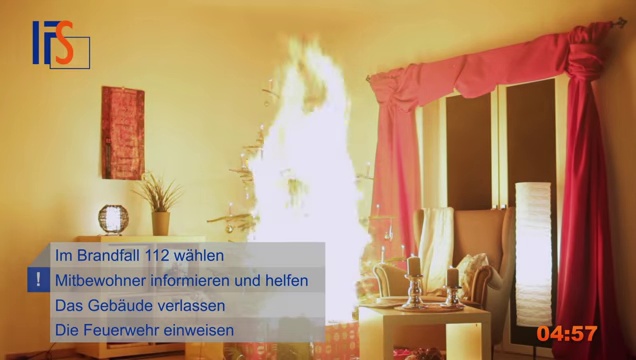 IFS
Im Brandfall 112 wählen
! Mitbewohner informieren und helfen
Das Gebäude verlassen
Die Feuerwehr einweisen
04:57